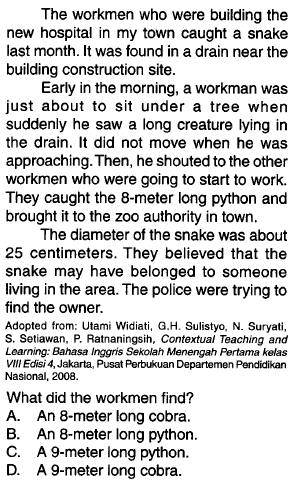 The workmen who were building the
new hospital in my town caught a snake
last month. It was found in a drain near the
building construction site.
Early in the morning, a workman was
just about to sit under a tree when
suddenly he saw a long creature lying in
the drain. It did not move when he was
approaching. Then, he shouted to the other
workmen who were going to start to work.
They caught the 8-meter long python and
brought it to the zoo authority in town.
The diameter of the snake was about
25 centimeters. They believed that the
snake may have belonged to someone
living in the area. The police were trying to
find the owner.
Adopted from: Utami Widiati, G.H. Sulistyo, N. Suryati,
S. Setiawan, P. Ratnaningsih, Contextual Teaching and
Learning: Bahasa Inggris Sekolah Menengah Pertama kelas
VIII Edisi 4, Jakarta, Pusat Perbukuan Departemen Pendidikan
Nasional, 2008.
What did the workmen find?
A. An 8-meter long cobra.
B. An 8-meter long python.
C. A 9-meter long python.
D. A 9-meter long cobra.